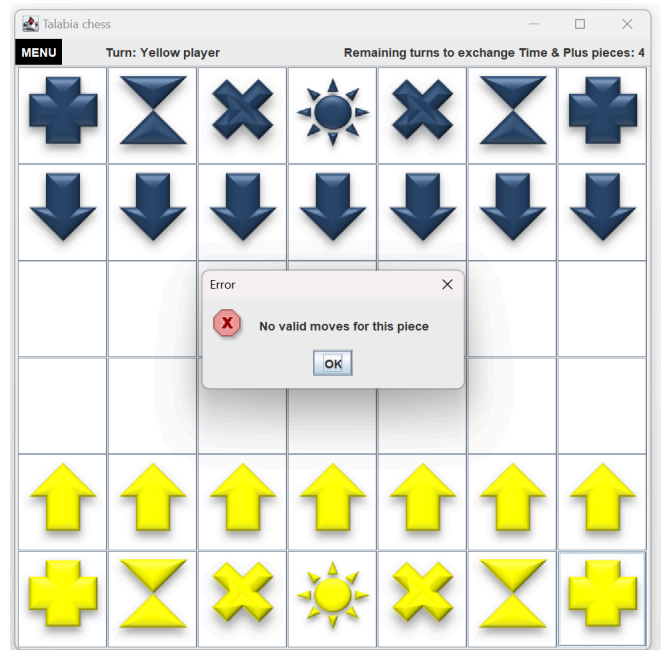 Talabia chess
MENU Turn: Yellow player Remaining turns to exchange Time & Plus pieces: 4
Error
X
No valid moves for this piece
OK